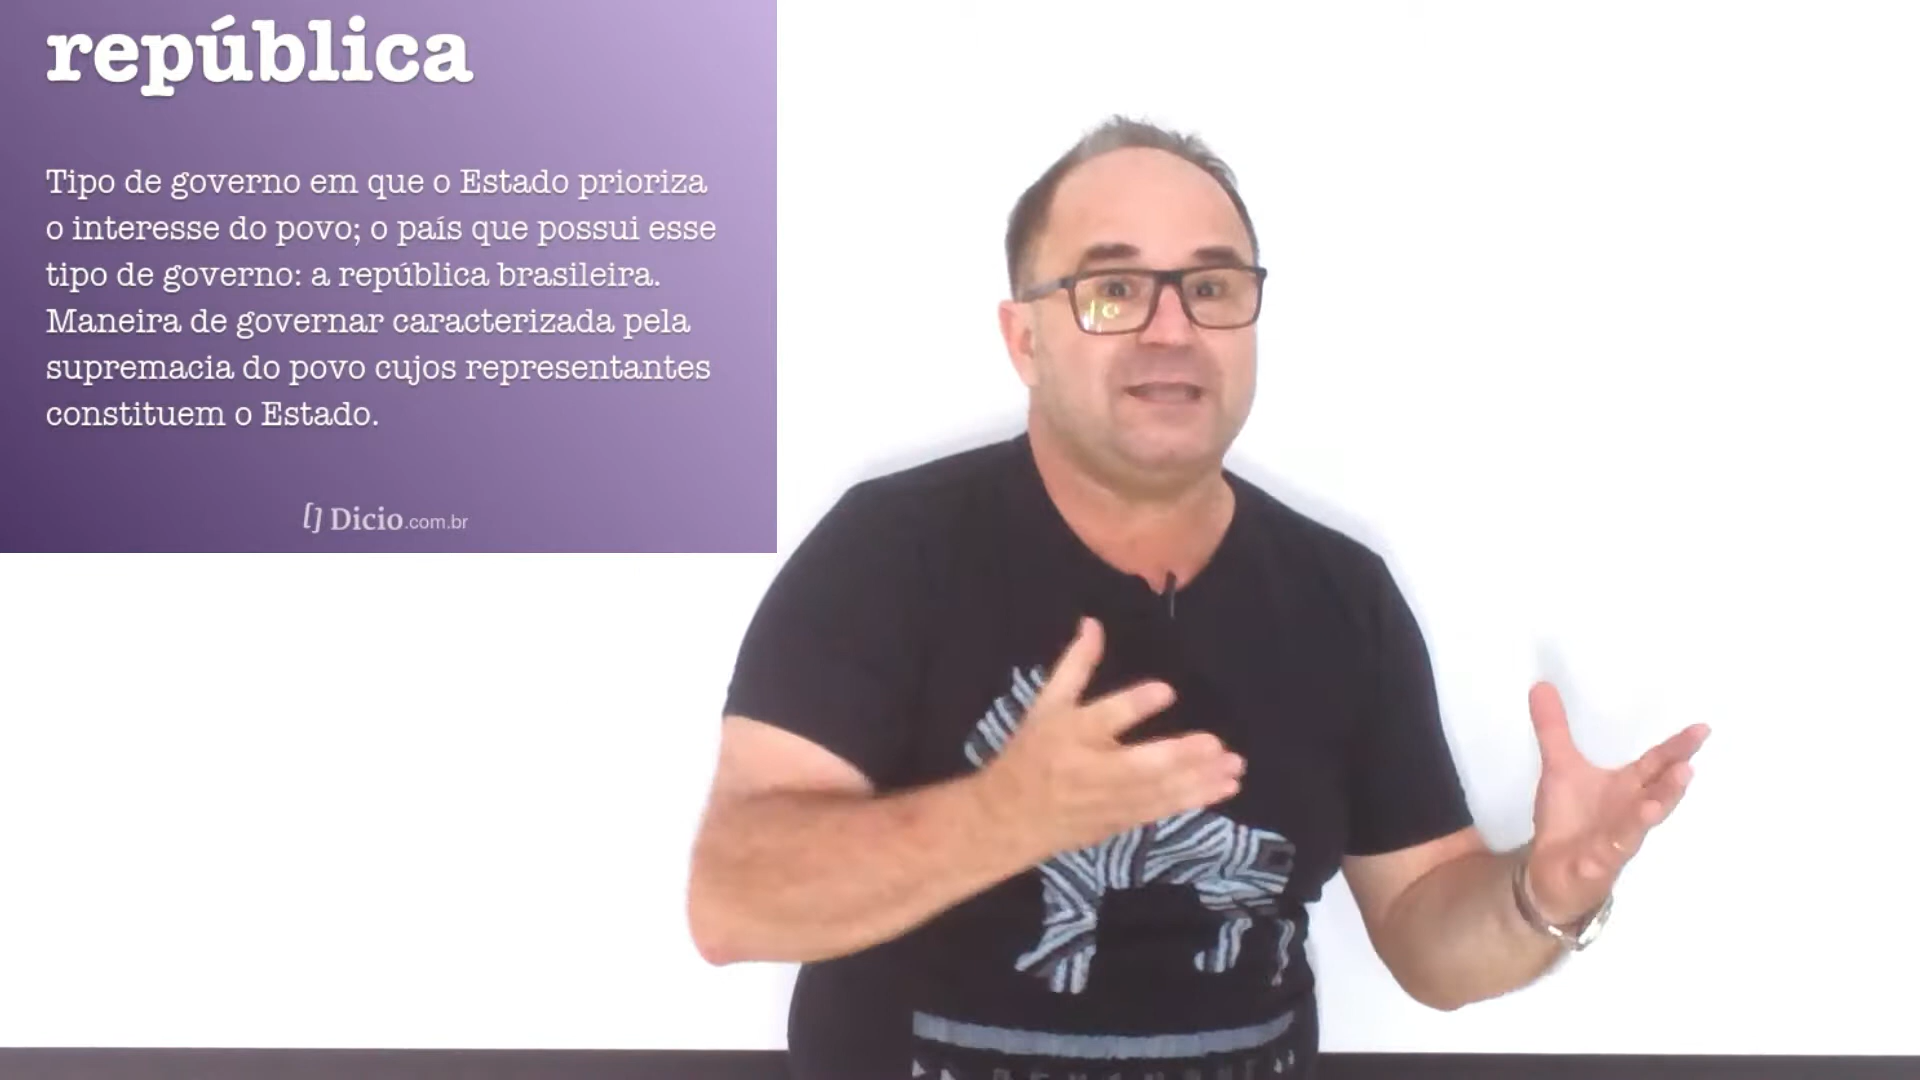 república
Tipo de governo em que o Estado prioriza
o interesse do povo; o país que possui esse
tipo de governo: a república brasileira.
Maneira de governar caracterizada pela
supremacia do povo cujos representantes
constituem o Estado.
Dicio.com.br